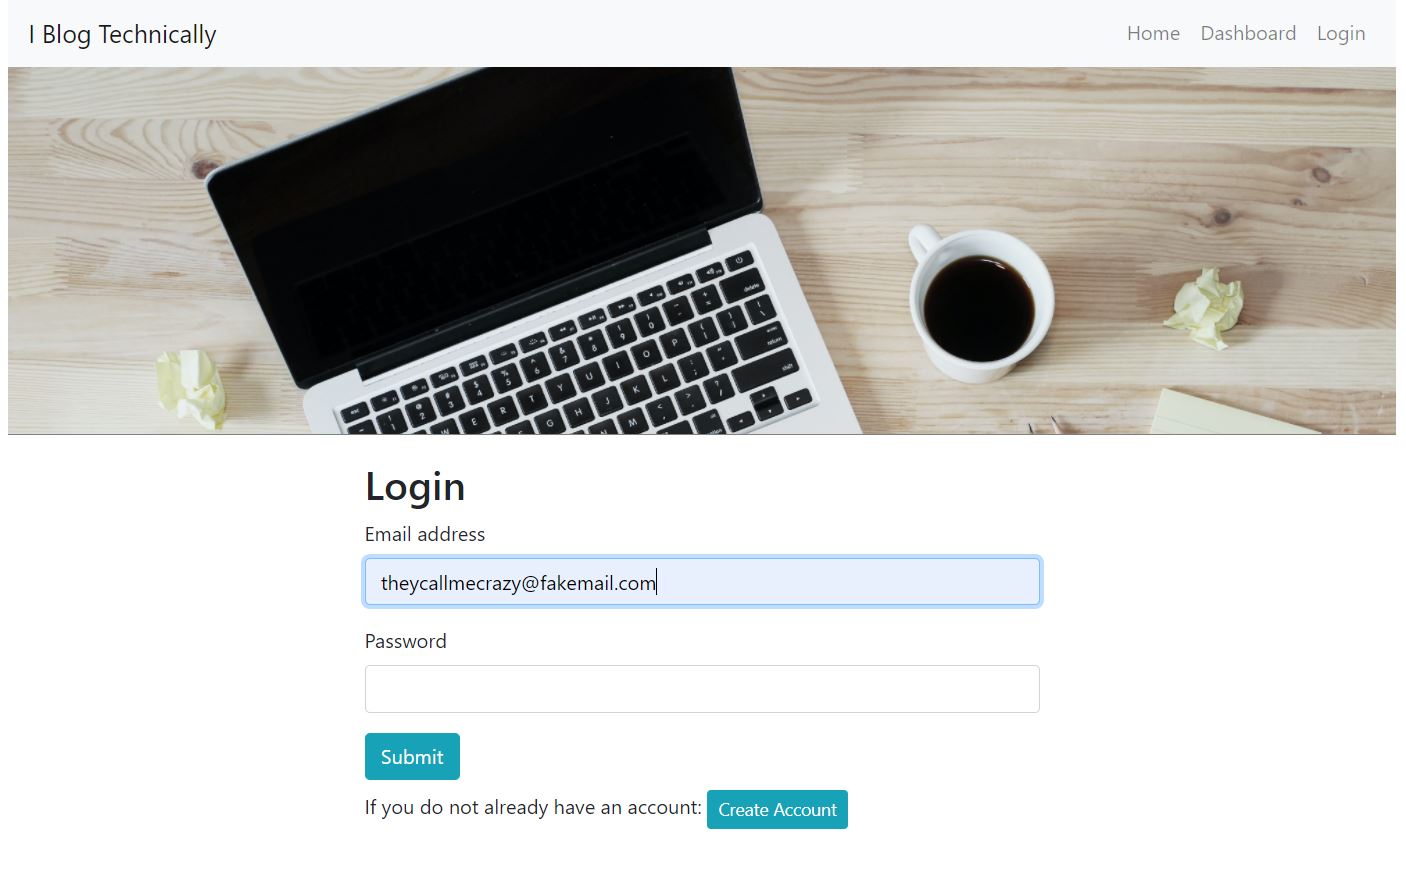 I Blog Technically
Home Dashboard Login
Login
Email address
theycallmecrazy@fakemail.com
Password
Submit
If you do not already have an account: Create Account